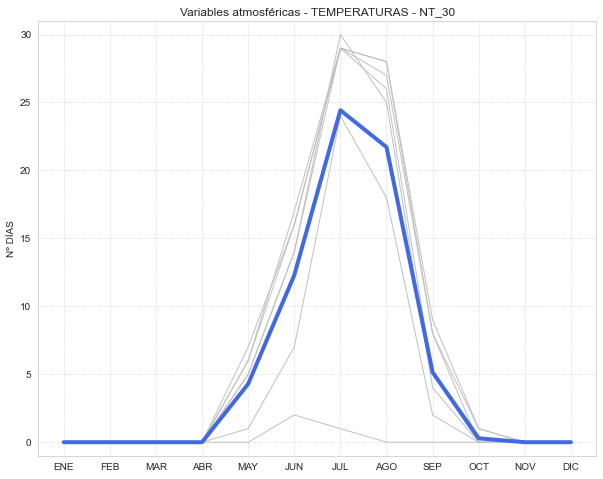 Variables atmosféricas - TEMPERATURAS - NT_30
30
25
20
15
10
5
0
N° DÍAS
ENE FEB MAR ABR MAY JUN JUL AGO SEP OCT NOV DIC